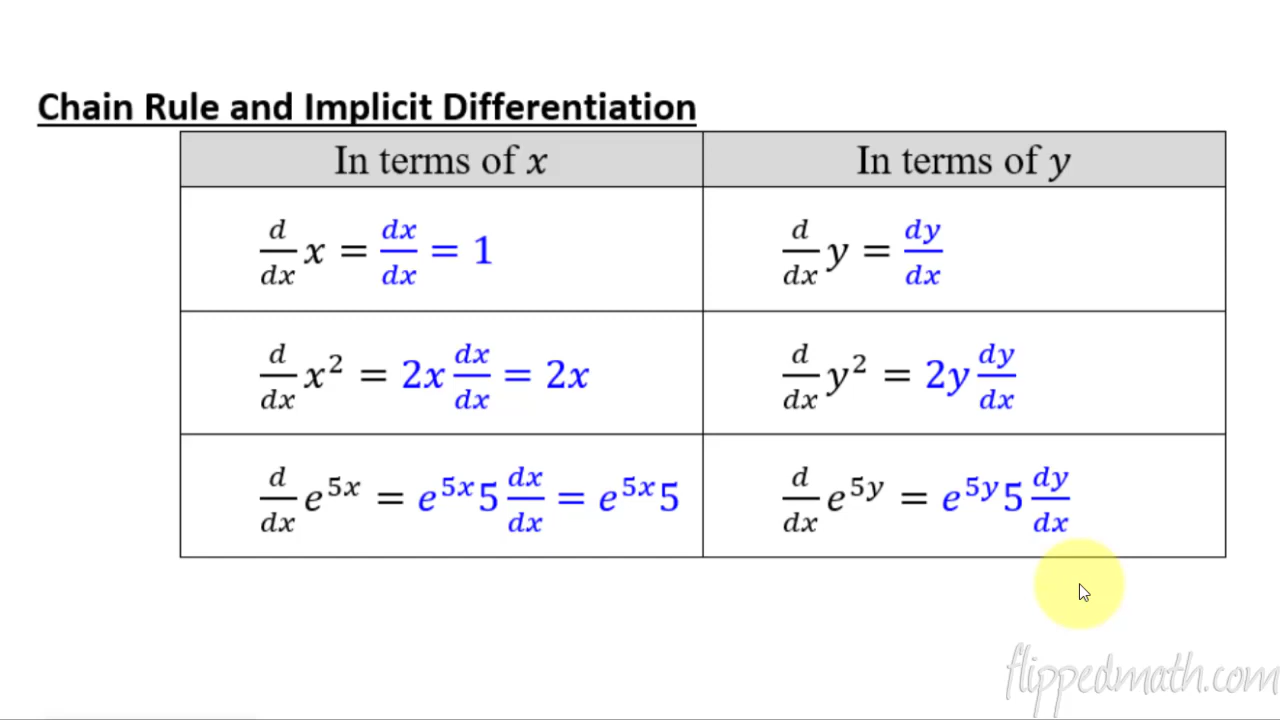 Chain Rule and Implicit Differentiation
In terms of x
In terms of y
d/dx x = dx/dx = 1
d/dx y = dy/dx
d/dx x² = 2x dx/dx = 2x
d/dx y² = 2y dy/dx
d/dx e^{5x} = e^{5x}5 dx/dx = e^{5x}5
d/dx e^{5y} = e^{5y}5 dy/dx
flippedmath.com